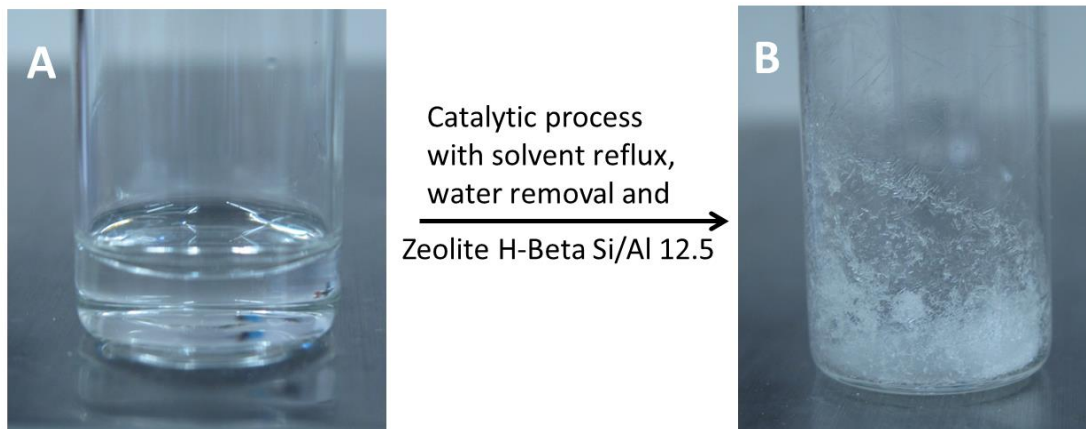 A
Catalytic process
with solvent reflux,
water removal and
Zeolite H-Beta Si/Al 12.5
B